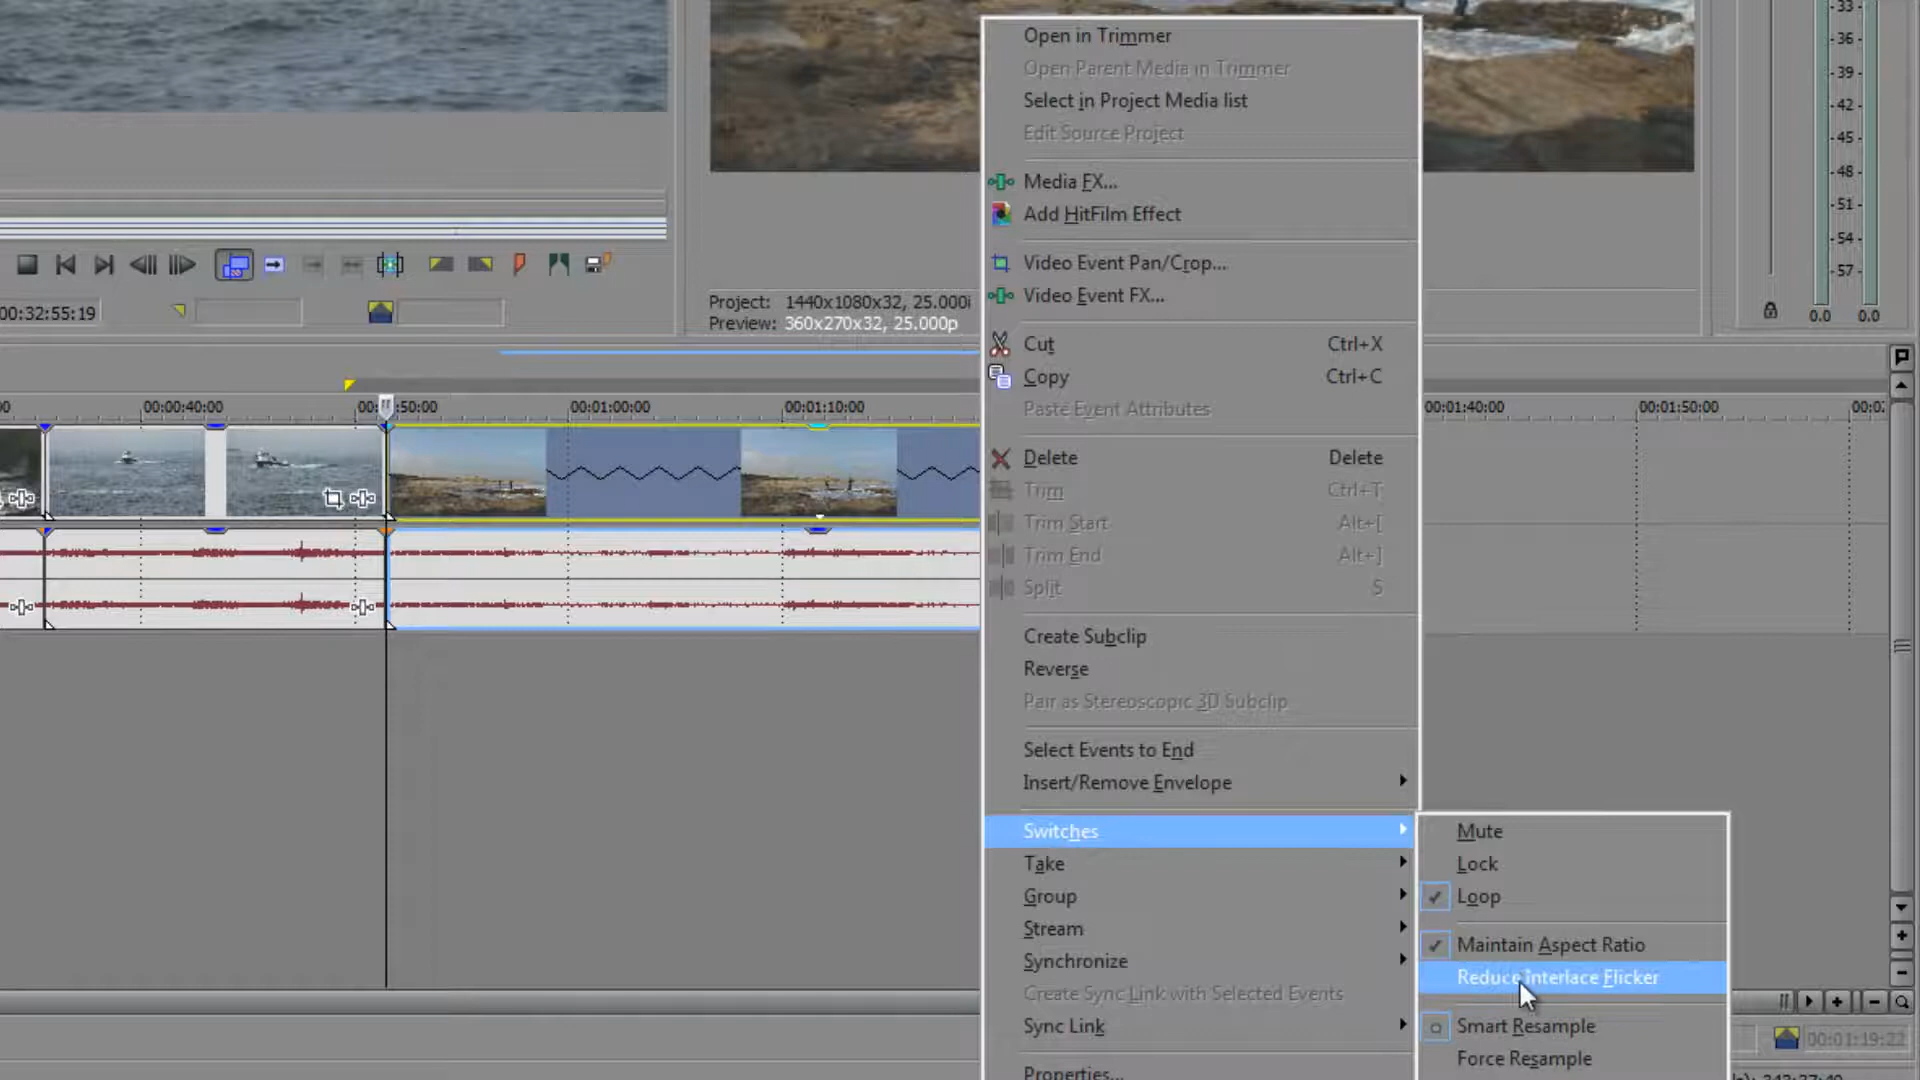 -33-
-36-
-39-
-42-
-45-
-48-
-51-
-54-
-57-
0.0 0.0
00:32:55:19
Project: 1440x1080x32, 25.000i
Preview: 360x270x32, 25.000p
00:00:40:00
50:00
00:01:00:00
00:01:10:00
00:01:40:00
00:01:50:00
Open in Trimmer
Open Parent Media in Trimmer
Select in Project Media list
Edit Source Project
Media FX...
Add HitFilm Effect
Video Event Pan/Crop...
Video Event FX...
Cut Ctrl+X
Copy Ctrl+C
Paste Event Attributes
Delete Delete
Trim Ctrl+T
Trim Start Alt+[
Trim End Alt+]
Split S
Create Subclip
Reverse
Pair as Stereoscopic 3D Subclip
Select Events to End
Insert/Remove Envelope
Switches
Take
Group
Stream
Synchronize
Create Sync Link with Selected Events
Sync Link
Properties...
Mute
Lock
Loop
Maintain Aspect Ratio
Reduce Interlace Flicker
Smart Resample
Force Resample
00:01:19:22